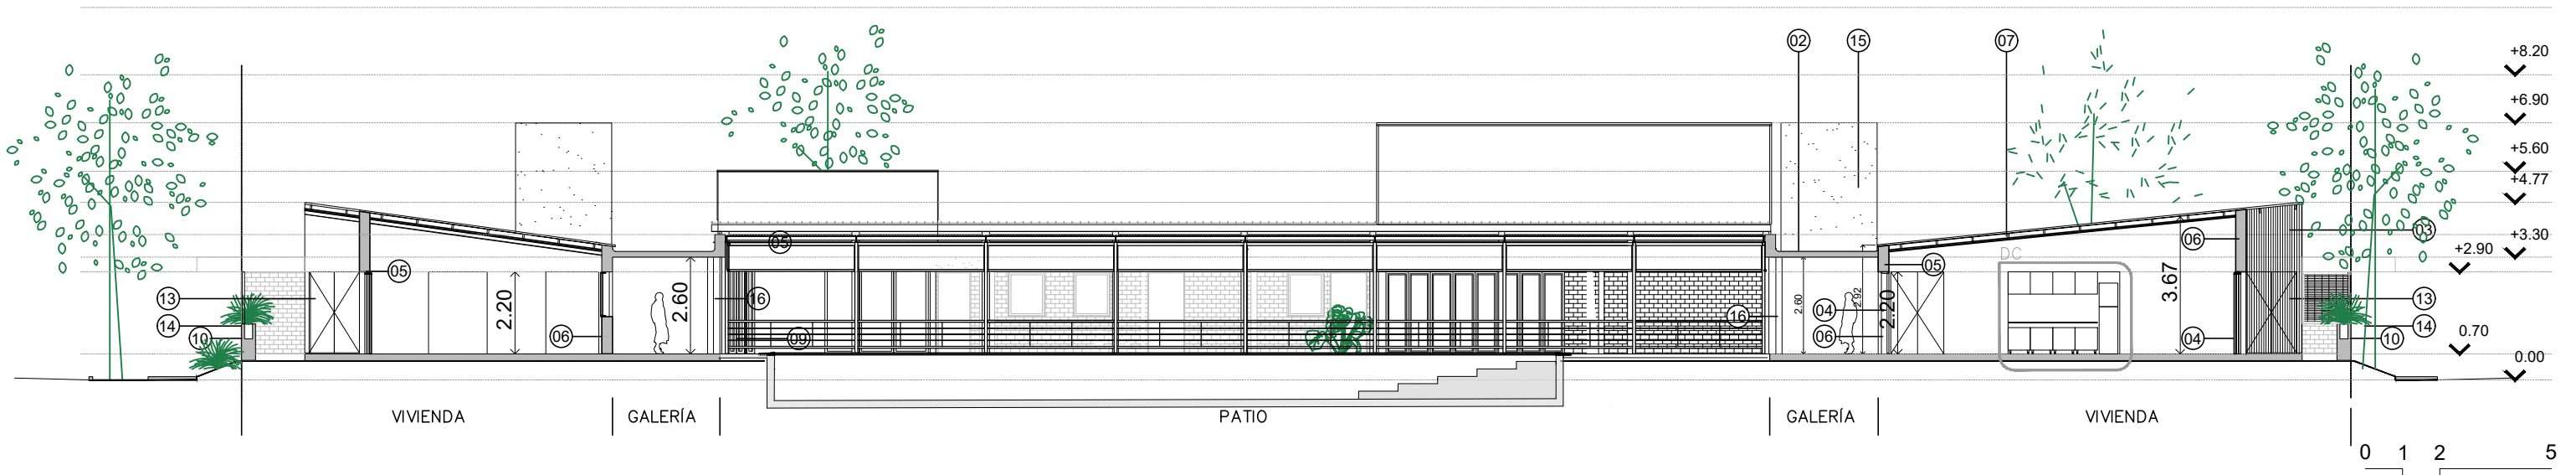 02 15 07
+8.20
+6.90
+5.60
+4.77
05 06 03
+3.30
+2.90
DC
05 05
13 2.20 2.60 16 2.60 04 2.92 2.20 3.67 13
14 16 14
10 06 09 06 04 10
0.70
0.00
VIVIENDA GALERÍA PATIO GALERÍA VIVIENDA
0 1 2 5